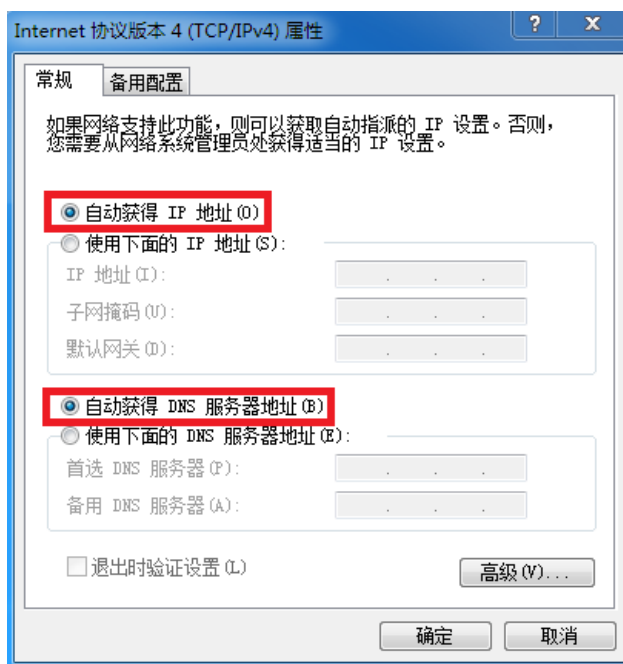 Internet 协议版本 4 (TCP/IPv4) 属性
常规 备用配置
如果网络支持此功能，则可以获取自动指派的 IP 设置。否则，
您需要从网络系统管理员处获得适当的 IP 设置。
自动获得 IP 地址(O)
使用下面的 IP 地址(S):
IP 地址(I):
子网掩码(U):
默认网关(D):
自动获得 DNS 服务器地址(B)
使用下面的 DNS 服务器地址(E):
首选 DNS 服务器(P):
备用 DNS 服务器(A):
退出时验证设置(L)
高级(V)...
确定 取消